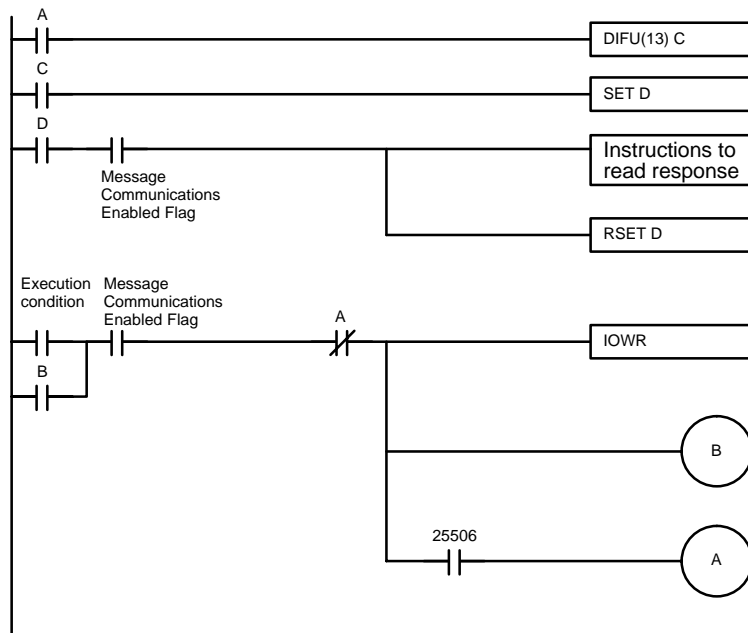 A
DIFU(13) C
C
SET D
D
Message
Communications
Enabled Flag
Instructions to
read response
RSET D
Execution
condition
Message
Communications
Enabled Flag
A
IOWR
B
B
25506
A